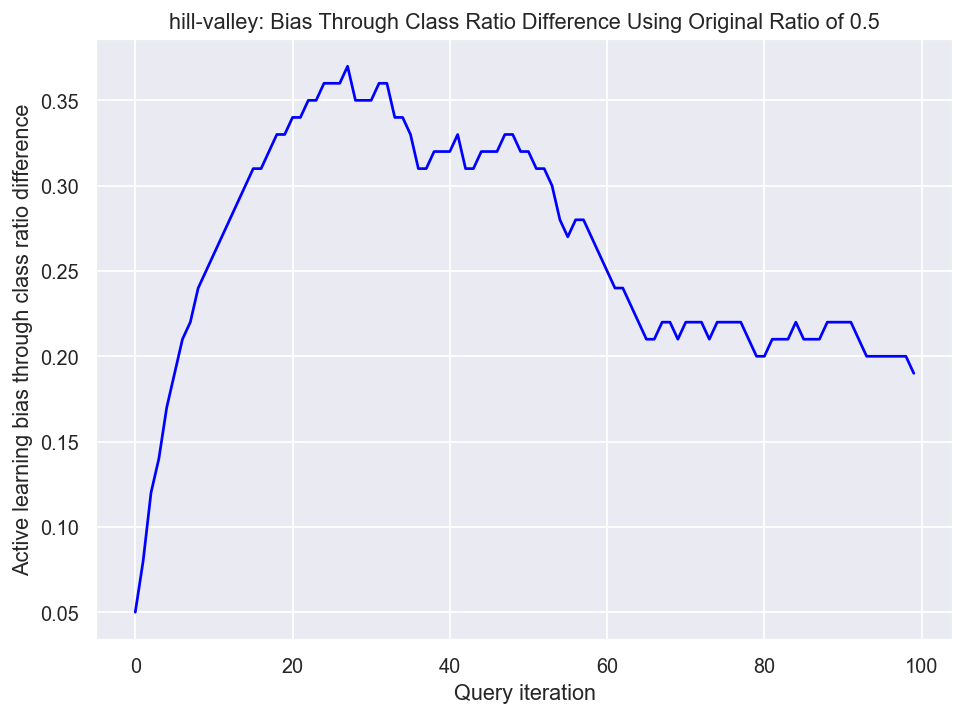 hill-valley: Bias Through Class Ratio Difference Using Original Ratio of 0.5
Active learning bias through class ratio difference
0.35
0.30
0.25
0.20
0.15
0.10
0.05
0 20 40 60 80 100
Query iteration